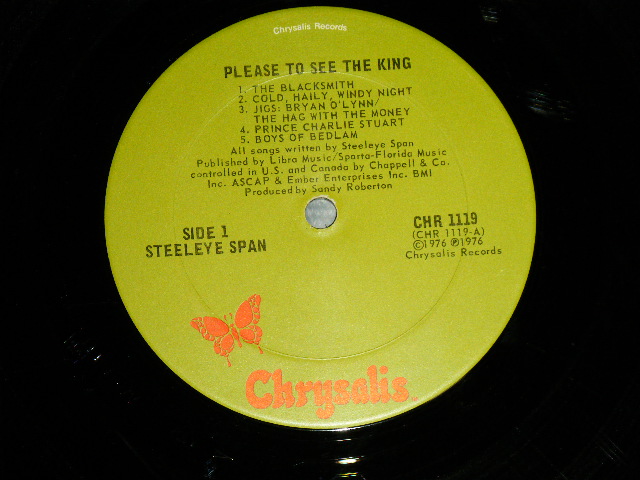 Chrysalis Records
PLEASE TO SEE THE KING
1. THE BLACKSMITH
2. COLD, HAILY, WINDY NIGHT
3. JIGS: BRYAN O'LYNN/
THE HAG WITH THE MONEY
4. PRINCE CHARLIE STUART
5. BOYS OF BEDLAM
All songs written by Steeleye Span
Published by Libra Music/Sparta-Florida Music
controlled in U.S. and Canada by Chappell & Co.
Inc. ASCAP & Ember Enterprises Inc. BMI
Produced by Sandy Roberton
SIDE 1
STEELEYE SPAN
CHR 1119
(CHR 1119-A)
©1976 ℗1976
Chrysalis Records
Chrysalis